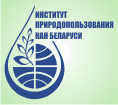 ИНСТИТУТ
ПРИРОДОПОЛЬЗОВАНИЯ
НАН БЕЛАРУСИ